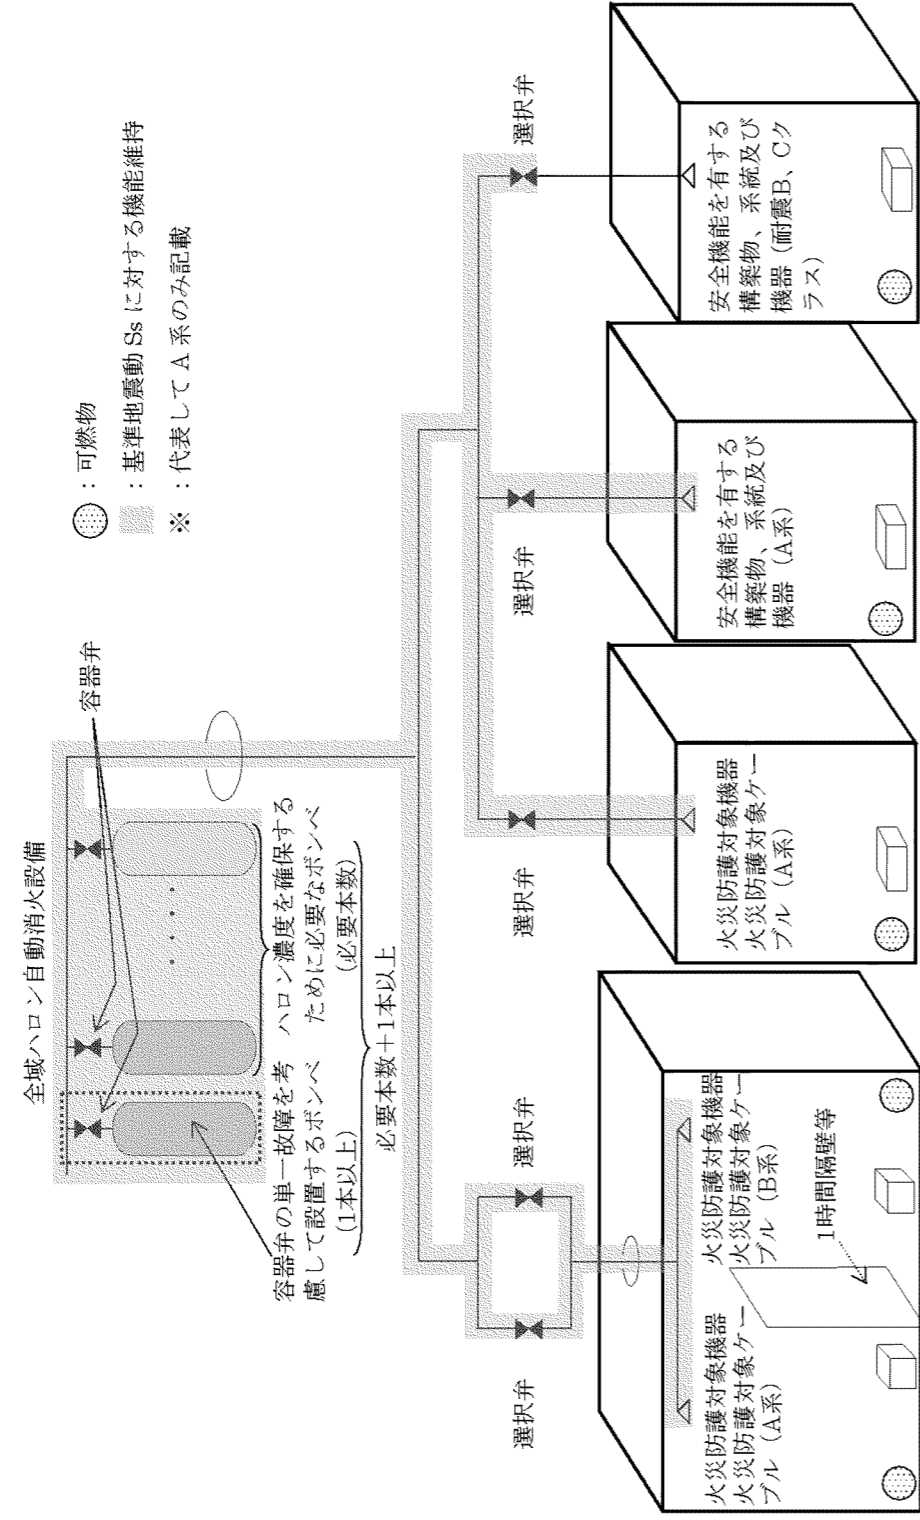 全域ハロン自動消火設備
容器弁
：可燃物
：基準地震動 Ss に対する機能維持
※：代表して A 系のみ記載
容器弁の単一故障を考
慮して設置するボンベ
（1本以上）
ハロン濃度を確保する
ために必要なボンベ
（必要本数）
必要本数＋1本以上
選択弁
選択弁
選択弁
選択弁
選択弁
火災防護対象機器
火災防護対象ケー
ブル（A系）
火災防護対象機器
火災防護対象ケー
ブル（B系）
1時間隔壁等
火災防護対象機器
火災防護対象ケー
ブル（A系）
安全機能を有する
構築物、系統及び
機器（A系）
安全機能を有する
構築物、系統及び
機器（耐震B、Cク
ラス）